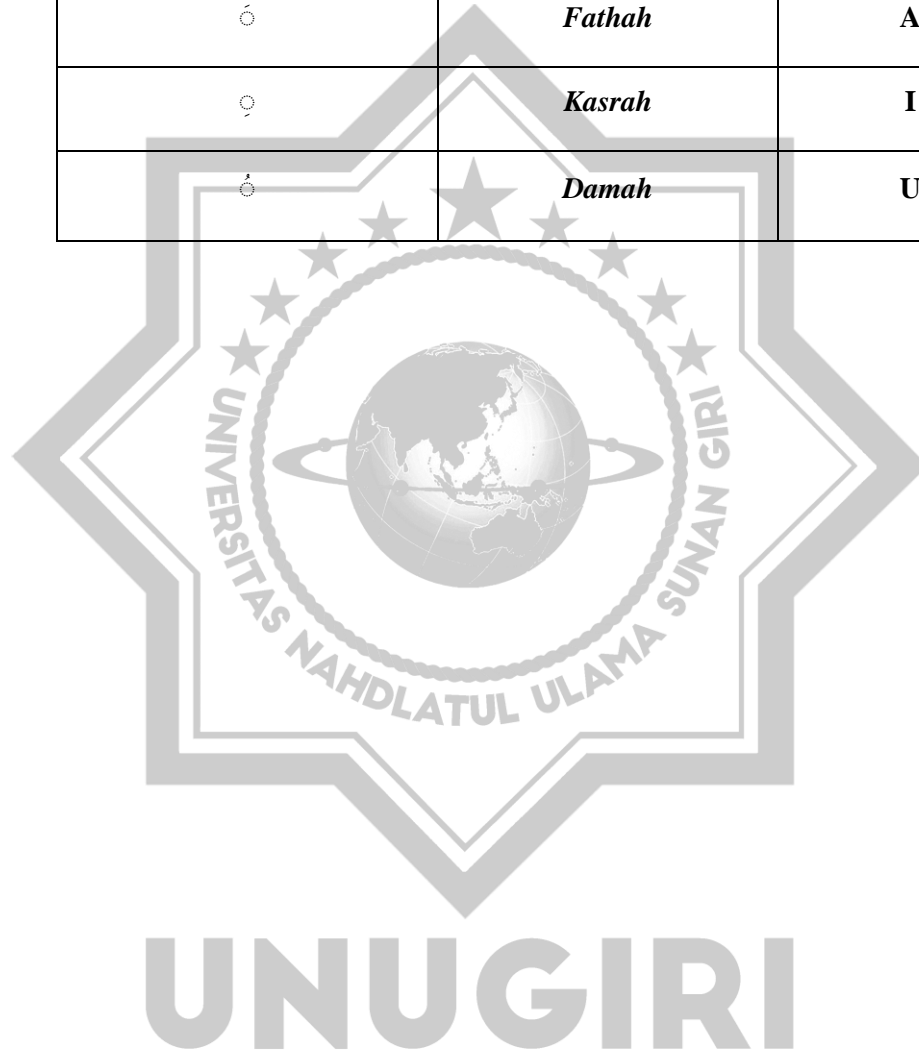 ◌َ Fathah A
◌ِ Kasrah I
◌ُ Damah U
UNIVERSITAS NAHDLATUL ULAMA SUNAN GIRI
UNUGIRI